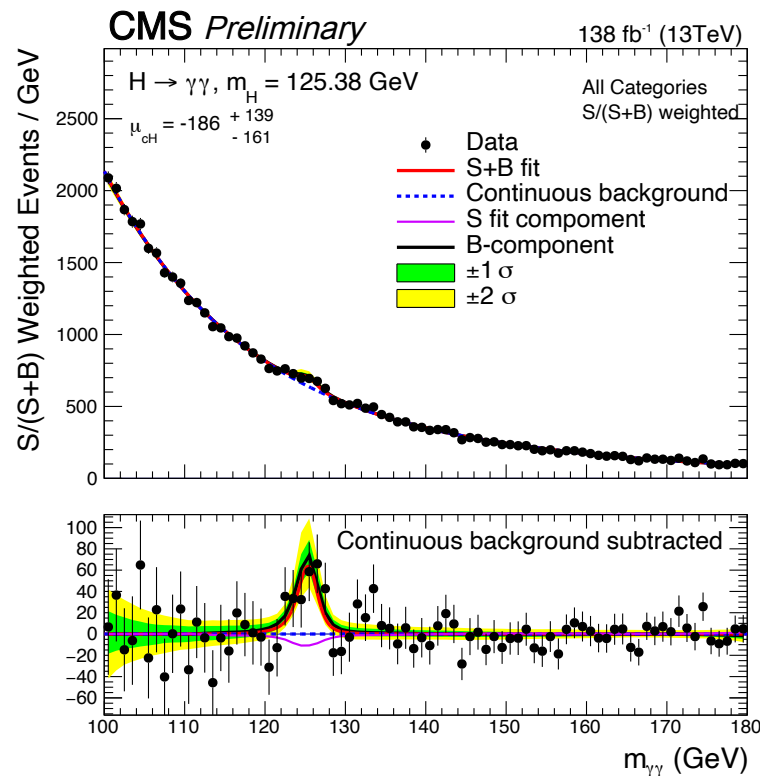 CMS Preliminary
138 fb⁻¹ (13TeV)
H → γγ, m_H = 125.38 GeV
μ_cH = -186 + 139 - 161
All Categories
S/(S+B) weighted
Data
S+B fit
Continuous background
S fit compoment
B-component
±1 σ
±2 σ
S/(S+B) Weighted Events / GeV
2500
2000
1500
1000
500
0
Continuous background subtracted
100
80
60
40
20
0
−20
−40
−60
100 110 120 130 140 150 160 170 180
m_γγ (GeV)